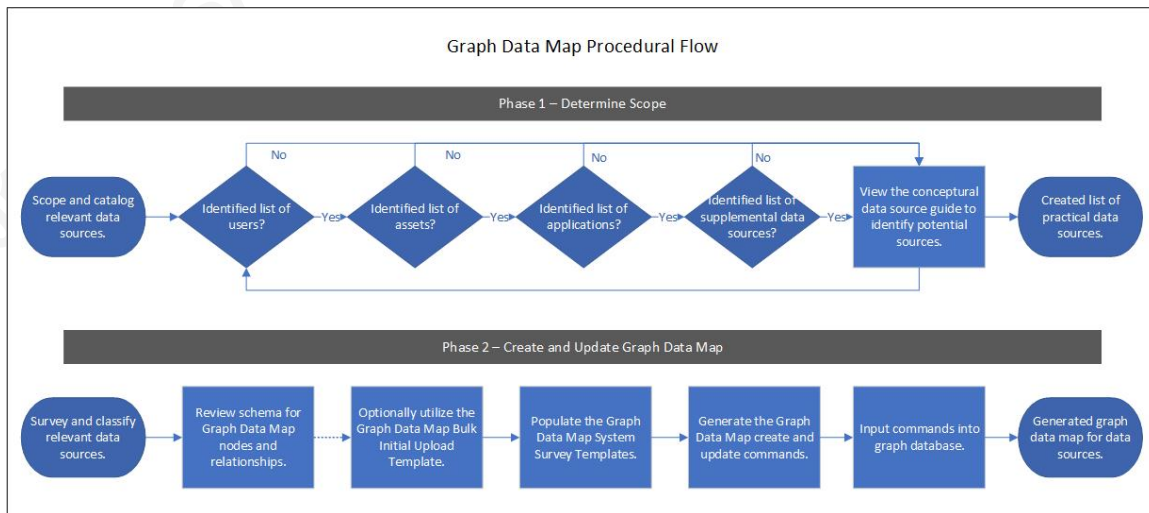 Graph Data Map Procedural Flow
Phase 1 – Determine Scope
No
No
No
No
Scope and catalog
relevant data
sources.
Identified list of
users?
Yes
Identified list of
assets?
Yes
Identified list of
applications?
Yes
Identified list of
supplemental data
sources?
Yes
View the conceptural
data source guide to
identify potential
sources.
Created list of
practical data
sources.
Phase 2 – Create and Update Graph Data Map
Survey and classify
relevant data
sources.
Review schema for
Graph Data Map
nodes and
relationships.
Optionally utilize the
Graph Data Map Bulk
Initial Upload
Template.
Populate the Graph
Data Map System
Survey Templates.
Generate the Graph
Data Map create and
update commands.
Input commands into
graph database.
Generated graph
data map for data
sources.